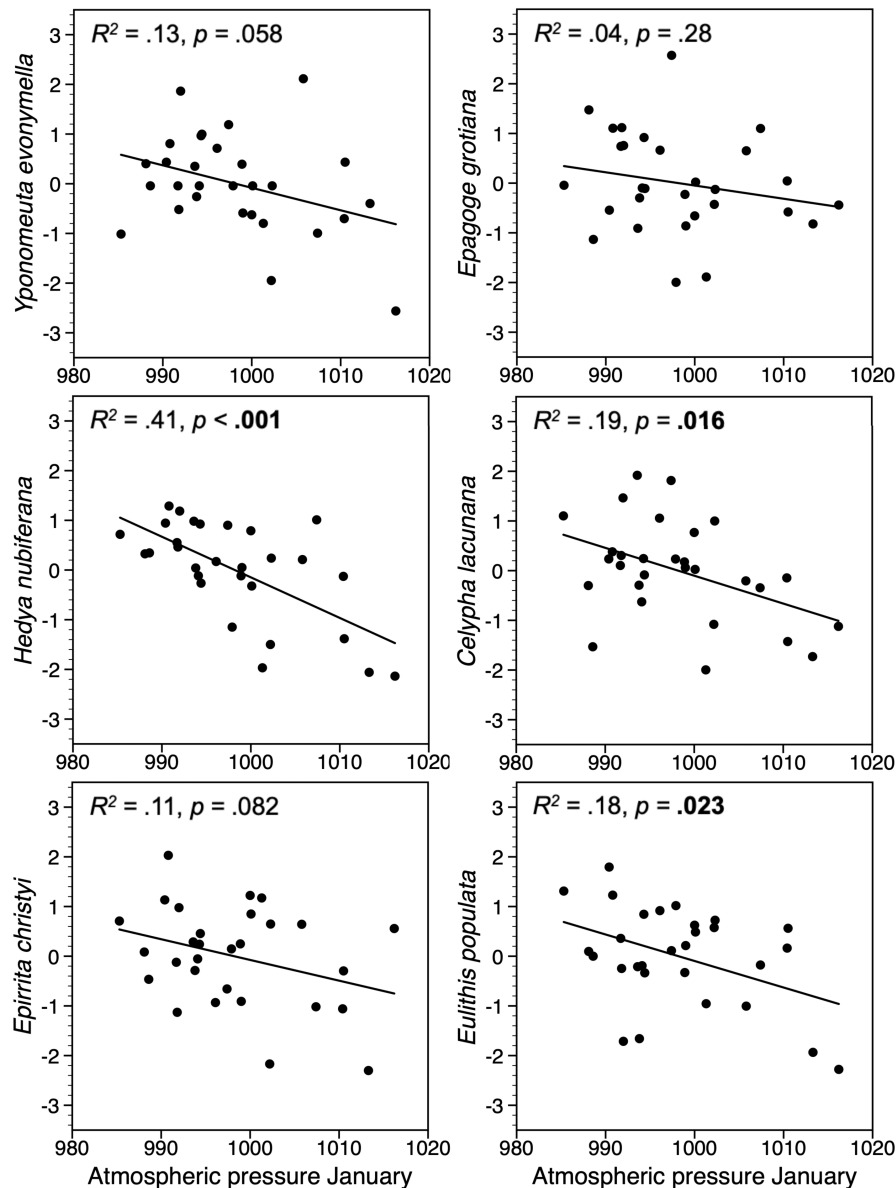 R² = .13, p = .058
Yponomeuta evonymella
3
2
1
0
-1
-2
-3
980 990 1000 1010 1020
R² = .04, p = .28
Epagoge grotiana
3
2
1
0
-1
-2
-3
980 990 1000 1010 1020
R² = .41, p < .001
Hedya nubiferana
3
2
1
0
-1
-2
-3
980 990 1000 1010 1020
R² = .19, p = .016
Celypha lacunana
3
2
1
0
-1
-2
-3
980 990 1000 1010 1020
R² = .11, p = .082
Epirrita christyi
3
2
1
0
-1
-2
-3
980 990 1000 1010 1020
Atmospheric pressure January
R² = .18, p = .023
Eulithis populata
3
2
1
0
-1
-2
-3
980 990 1000 1010 1020
Atmospheric pressure January